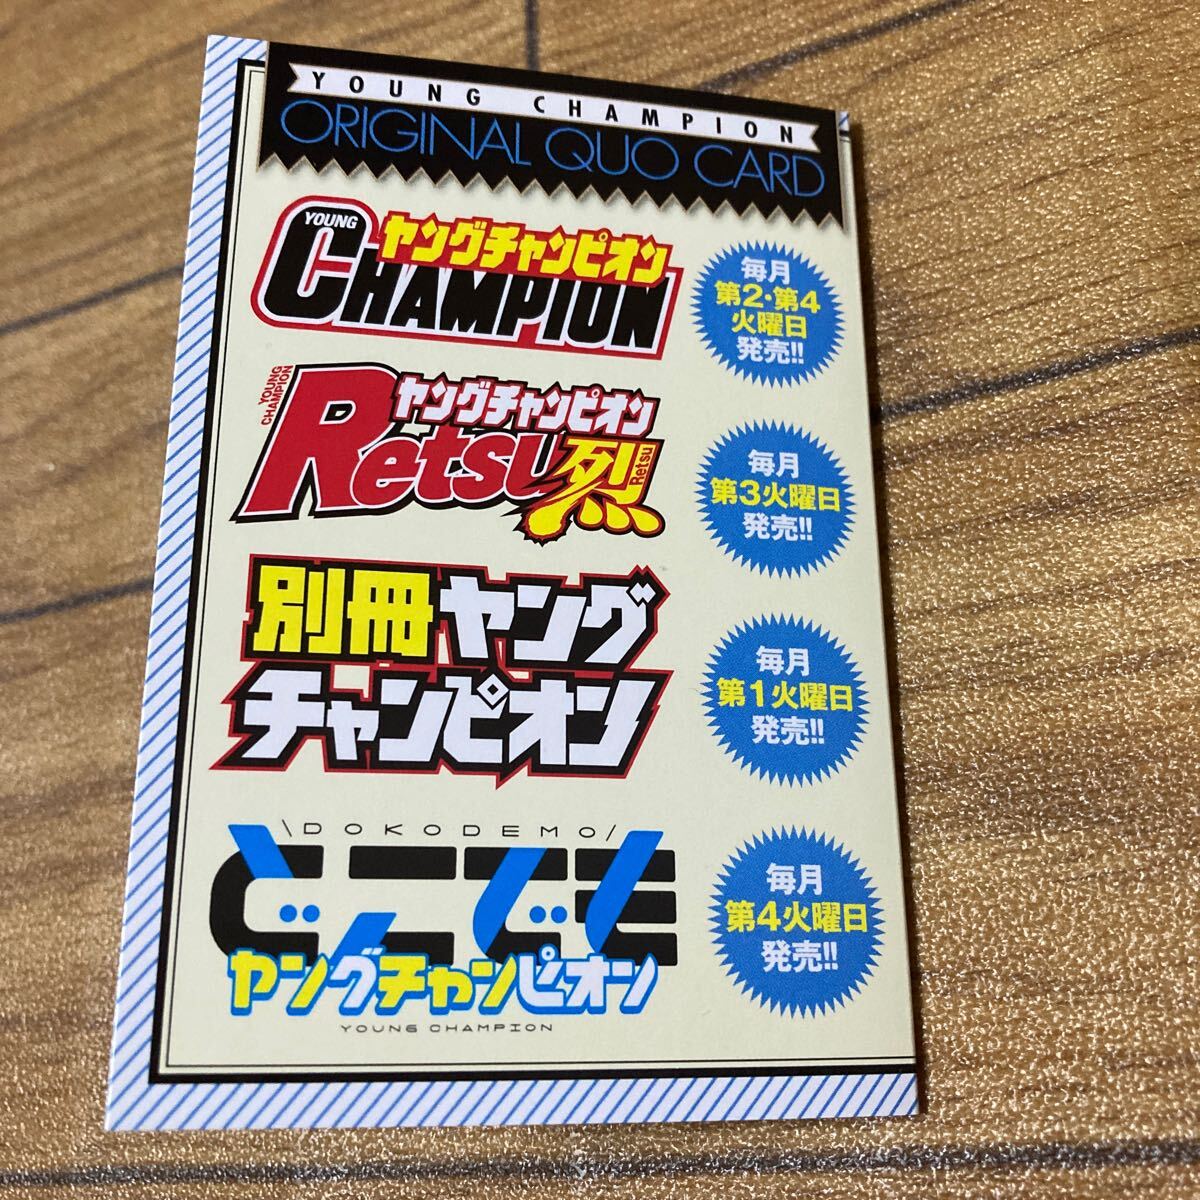 YOUNG CHAMPION
ORIGINAL QUO CARD
YOUNG
ヤングチャンピオン
CHAMPION
毎月
第2・第4
火曜日
発売!!
YOUNG
CHAMPION
ヤングチャンピオン
Retsu烈
Retsu
毎月
第3火曜日
発売!!
別冊ヤング
チャンピオン
毎月
第1火曜日
発売!!
\DOKODEMO/
どこでも
ヤングチャンピオン
YOUNG CHAMPION
毎月
第4火曜日
発売!!